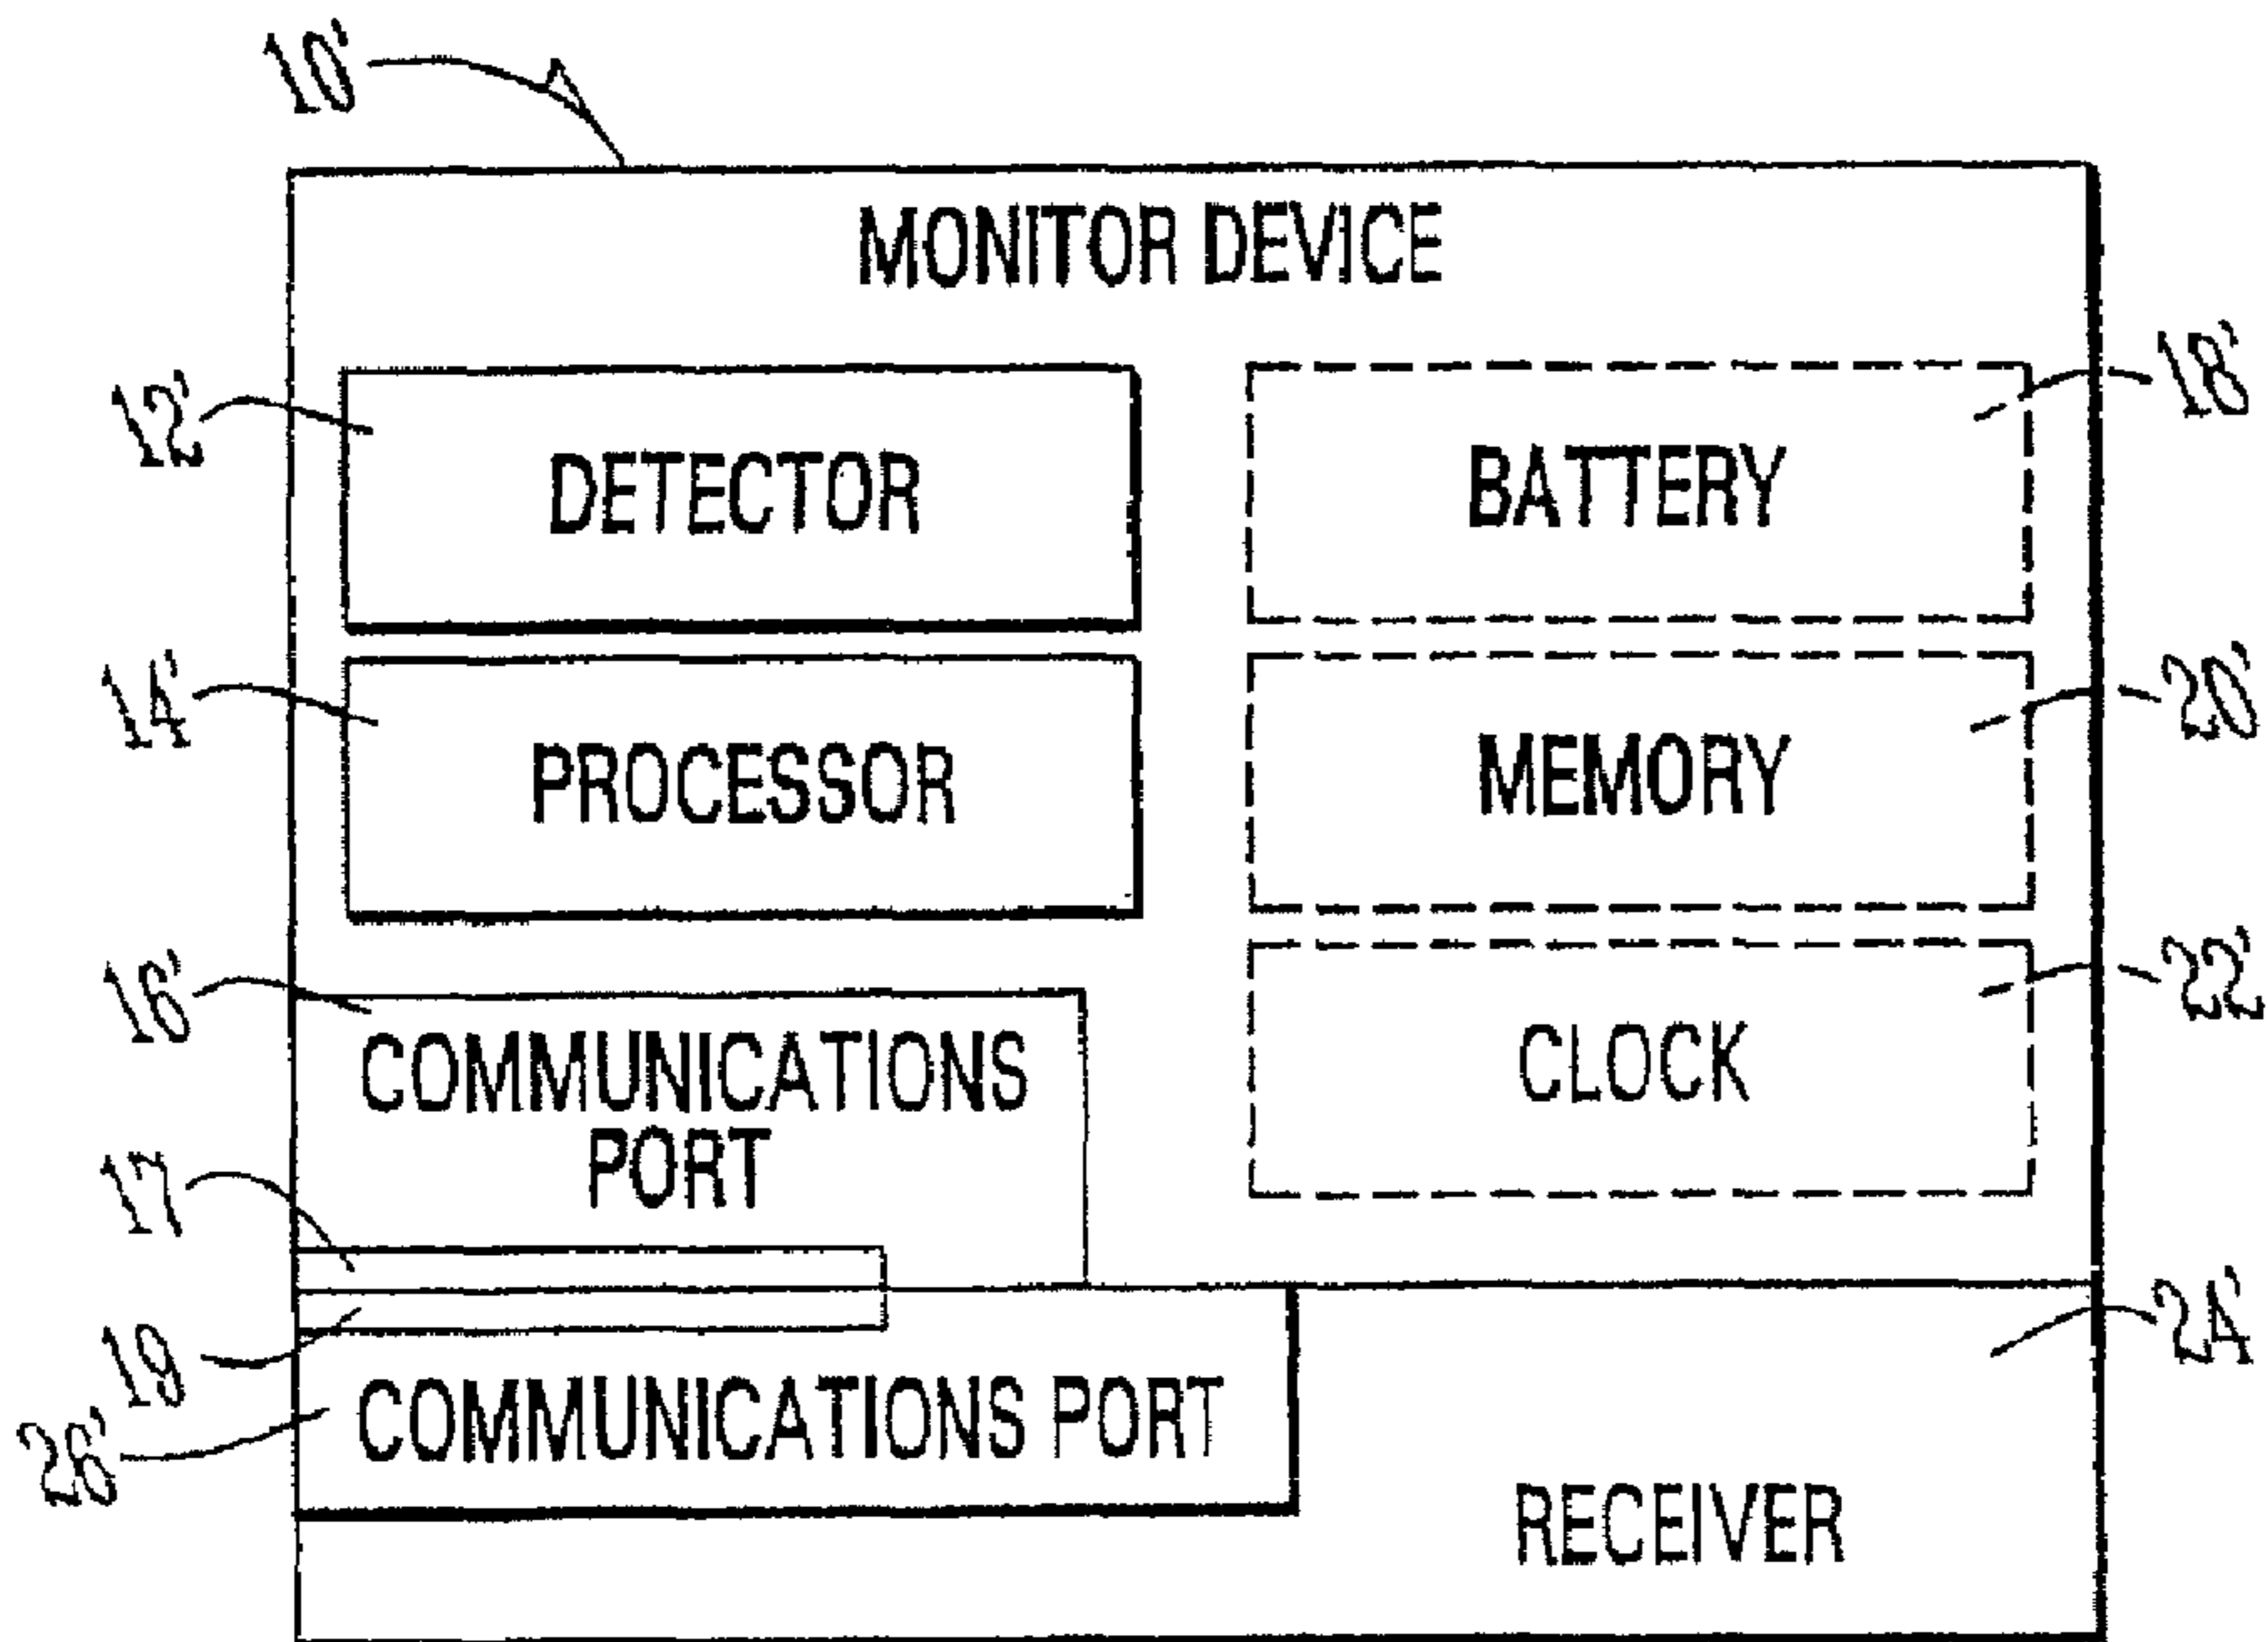 10'
MONITOR DEVICE
12'
DETECTOR
BATTERY
18'
14'
PROCESSOR
MEMORY
20'
16'
COMMUNICATIONS
PORT
CLOCK
22'
17
19
24'
26'
COMMUNICATIONS PORT
RECEIVER